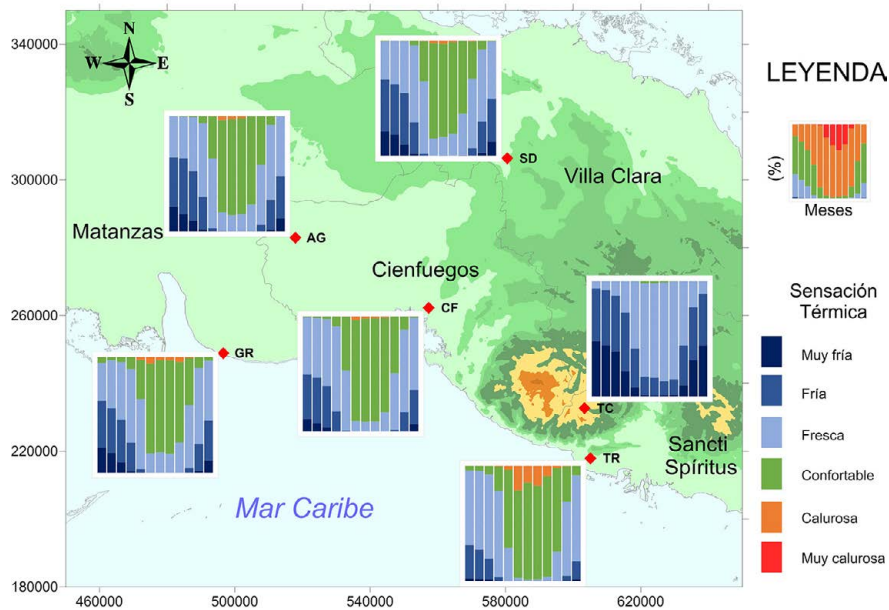 340000
300000
260000
220000
180000
460000
500000
540000
580000
620000
N
W
E
S
SD
Villa Clara
Matanzas
AG
Cienfuegos
CF
GR
TC
Sancti
Spíritus
TR
Mar Caribe
LEYENDA
(%)
Meses
Sensación
Térmica
Muy fría
Fría
Fresca
Confortable
Calurosa
Muy calurosa